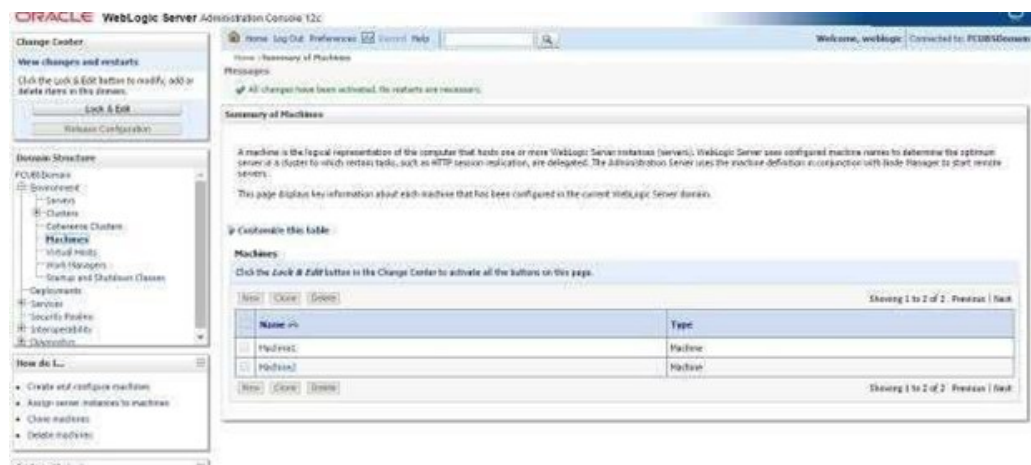 ORACLE WebLogic Server Administration Console 12c
Change Center
View changes and restarts
Click the Lock & Edit button to modify, add or
delete items in this domain.
Lock & Edit
Release Configuration
Domain Structure
FCUBSDomain
Environment
Servers
Clusters
Coherence Clusters
Machines
Virtual Hosts
Work Managers
Startup and Shutdown Classes
Deployments
Services
Security Realms
Interoperability
Diagnostics
How do I...
Create and configure machines
Assign server instances to machines
Clone machines
Delete machines
Home Log Out Preferences Record Help
Welcome, weblogic Connected to: FCUBSDomain
Home >Summary of Machines
Messages
All changes have been activated. No restarts are necessary.
Summary of Machines
A machine is the logical representation of the computer that hosts one or more WebLogic Server instances (servers). WebLogic Server uses configured machine names to determine the optimum
server in a cluster to which certain tasks, such as HTTP session replication, are delegated. The Administration Server uses the machine definition in conjunction with Node Manager to start remote
servers.
This page displays key information about each machine that has been configured in the current WebLogic Server domain.
Customize this table
Machines
Click the Lock & Edit button in the Change Center to activate all the buttons on this page.
New Clone Delete Showing 1 to 2 of 2 Previous | Next
Name Type
Machine1 Machine
Machine2 Machine
New Clone Delete Showing 1 to 2 of 2 Previous | Next